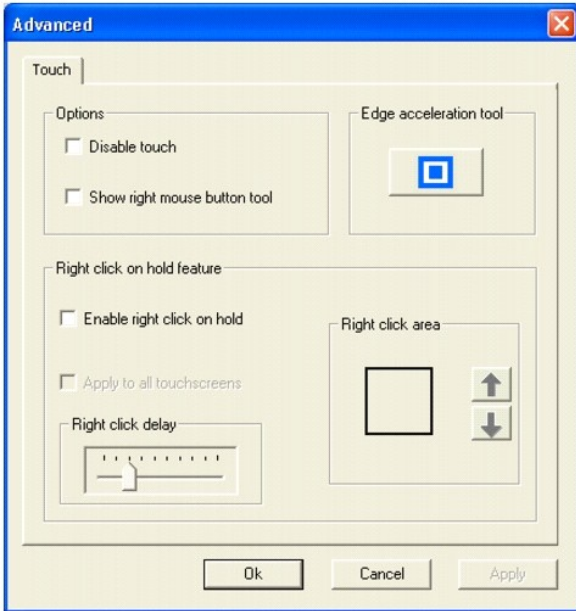 Advanced
Touch
Options
Edge acceleration tool
Disable touch
Show right mouse button tool
Right click on hold feature
Enable right click on hold
Right click area
Apply to all touchscreens
Right click delay
Ok
Cancel
Apply